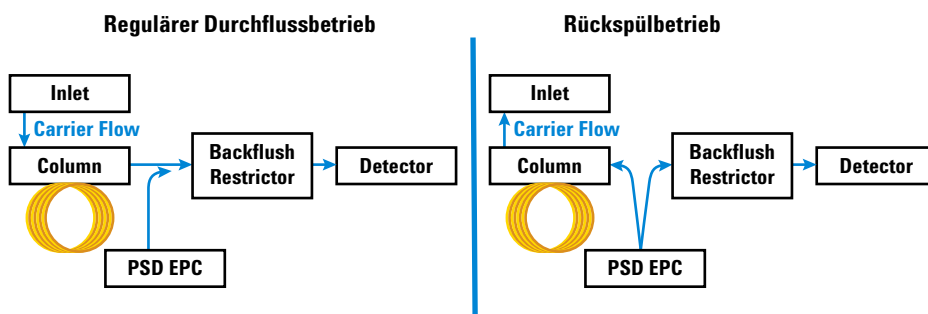 Regulärer Durchflussbetrieb
Inlet
Carrier Flow
Column
Backflush
Restrictor
Detector
PSD EPC
Rückspülbetrieb
Inlet
Carrier Flow
Column
Backflush
Restrictor
Detector
PSD EPC